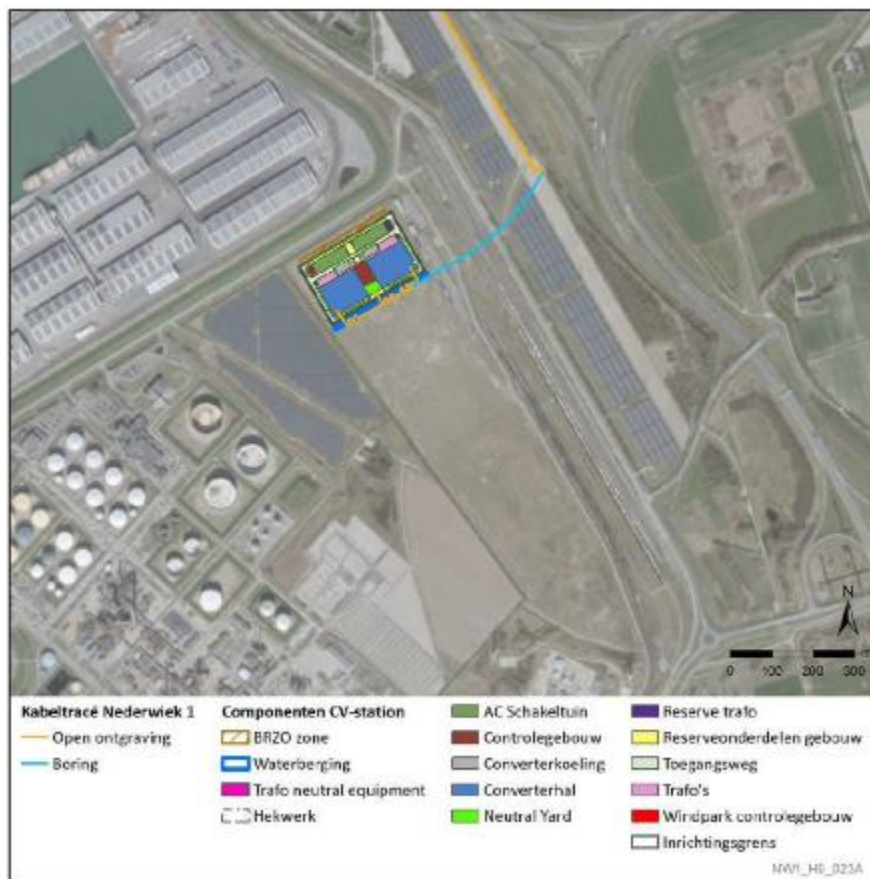 N
0 100 200 300
Kabeltracé Nederwiek 1
Open ontgraving
Boring
Componenten CV-station
BRZO zone
Waterberging
Trafo neutral equipment
Hekwerk
AC Schakeltuin
Controlegebouw
Converterkoeling
Converterhal
Neutral Yard
Reserve trafo
Reserveonderdelen gebouw
Toegangsweg
Trafo's
Windpark controlegebouw
Inrichtingsgrens